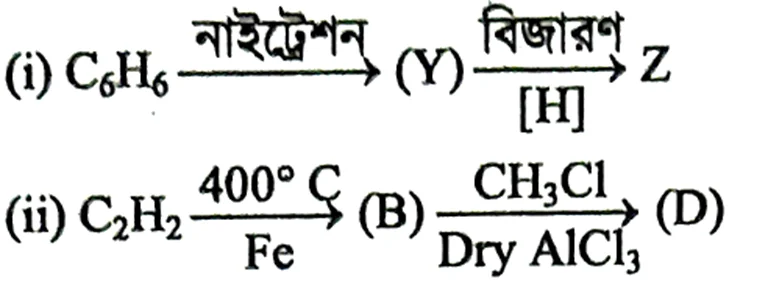 (i) C₆H₆ —নাইট্রেশন→ (Y) —বিজারণ/[H]→ Z
(ii) C₂H₂ —400° C/Fe→ (B) —CH₃Cl/Dry AlCl₃→ (D)